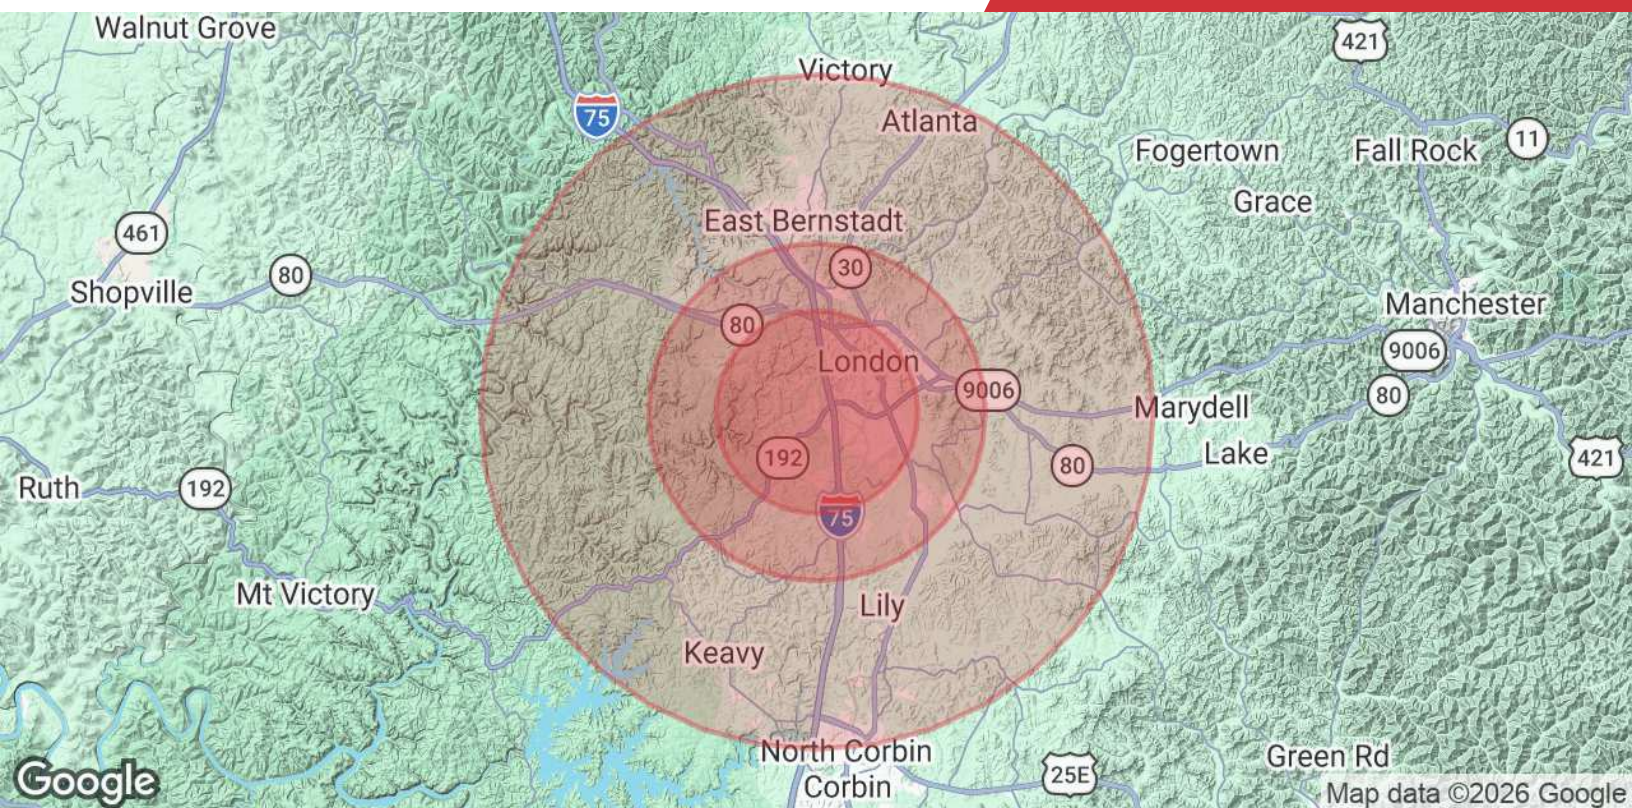 Walnut Grove
421
Victory
75
Atlanta
11
Fogertown
Fall Rock
Grace
East Bernstadt
461
30
80
Shopville
Manchester
80
9006
London
9006
80
Marydell
192
80
Lake
421
Ruth
192
75
Mt Victory
Lily
Keavy
North Corbin
Green Rd
25E
Corbin
Google
Map data ©2026 Google